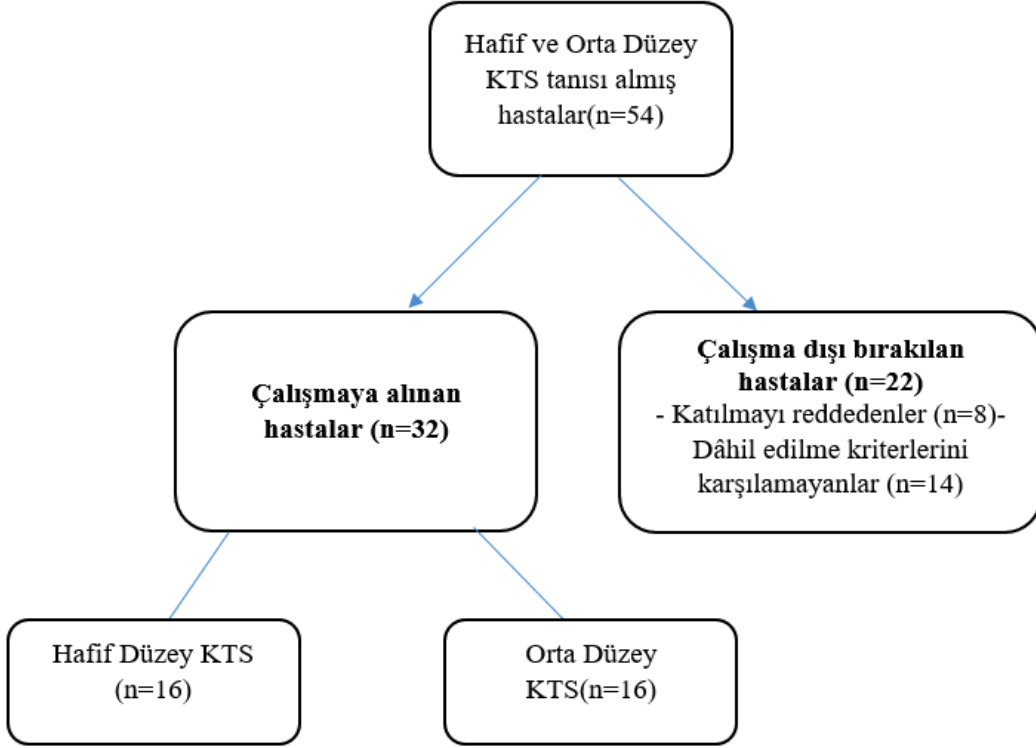 Hafif ve Orta Düzey
KTS tanısı almış
hastalar(n=54)
Çalışmaya alınan
hastalar (n=32)
Çalışma dışı bırakılan
hastalar (n=22)
- Katılmayı reddedenler (n=8)-
Dâhil edilme kriterlerini
karşılamayanlar (n=14)
Hafif Düzey KTS
(n=16)
Orta Düzey
KTS(n=16)